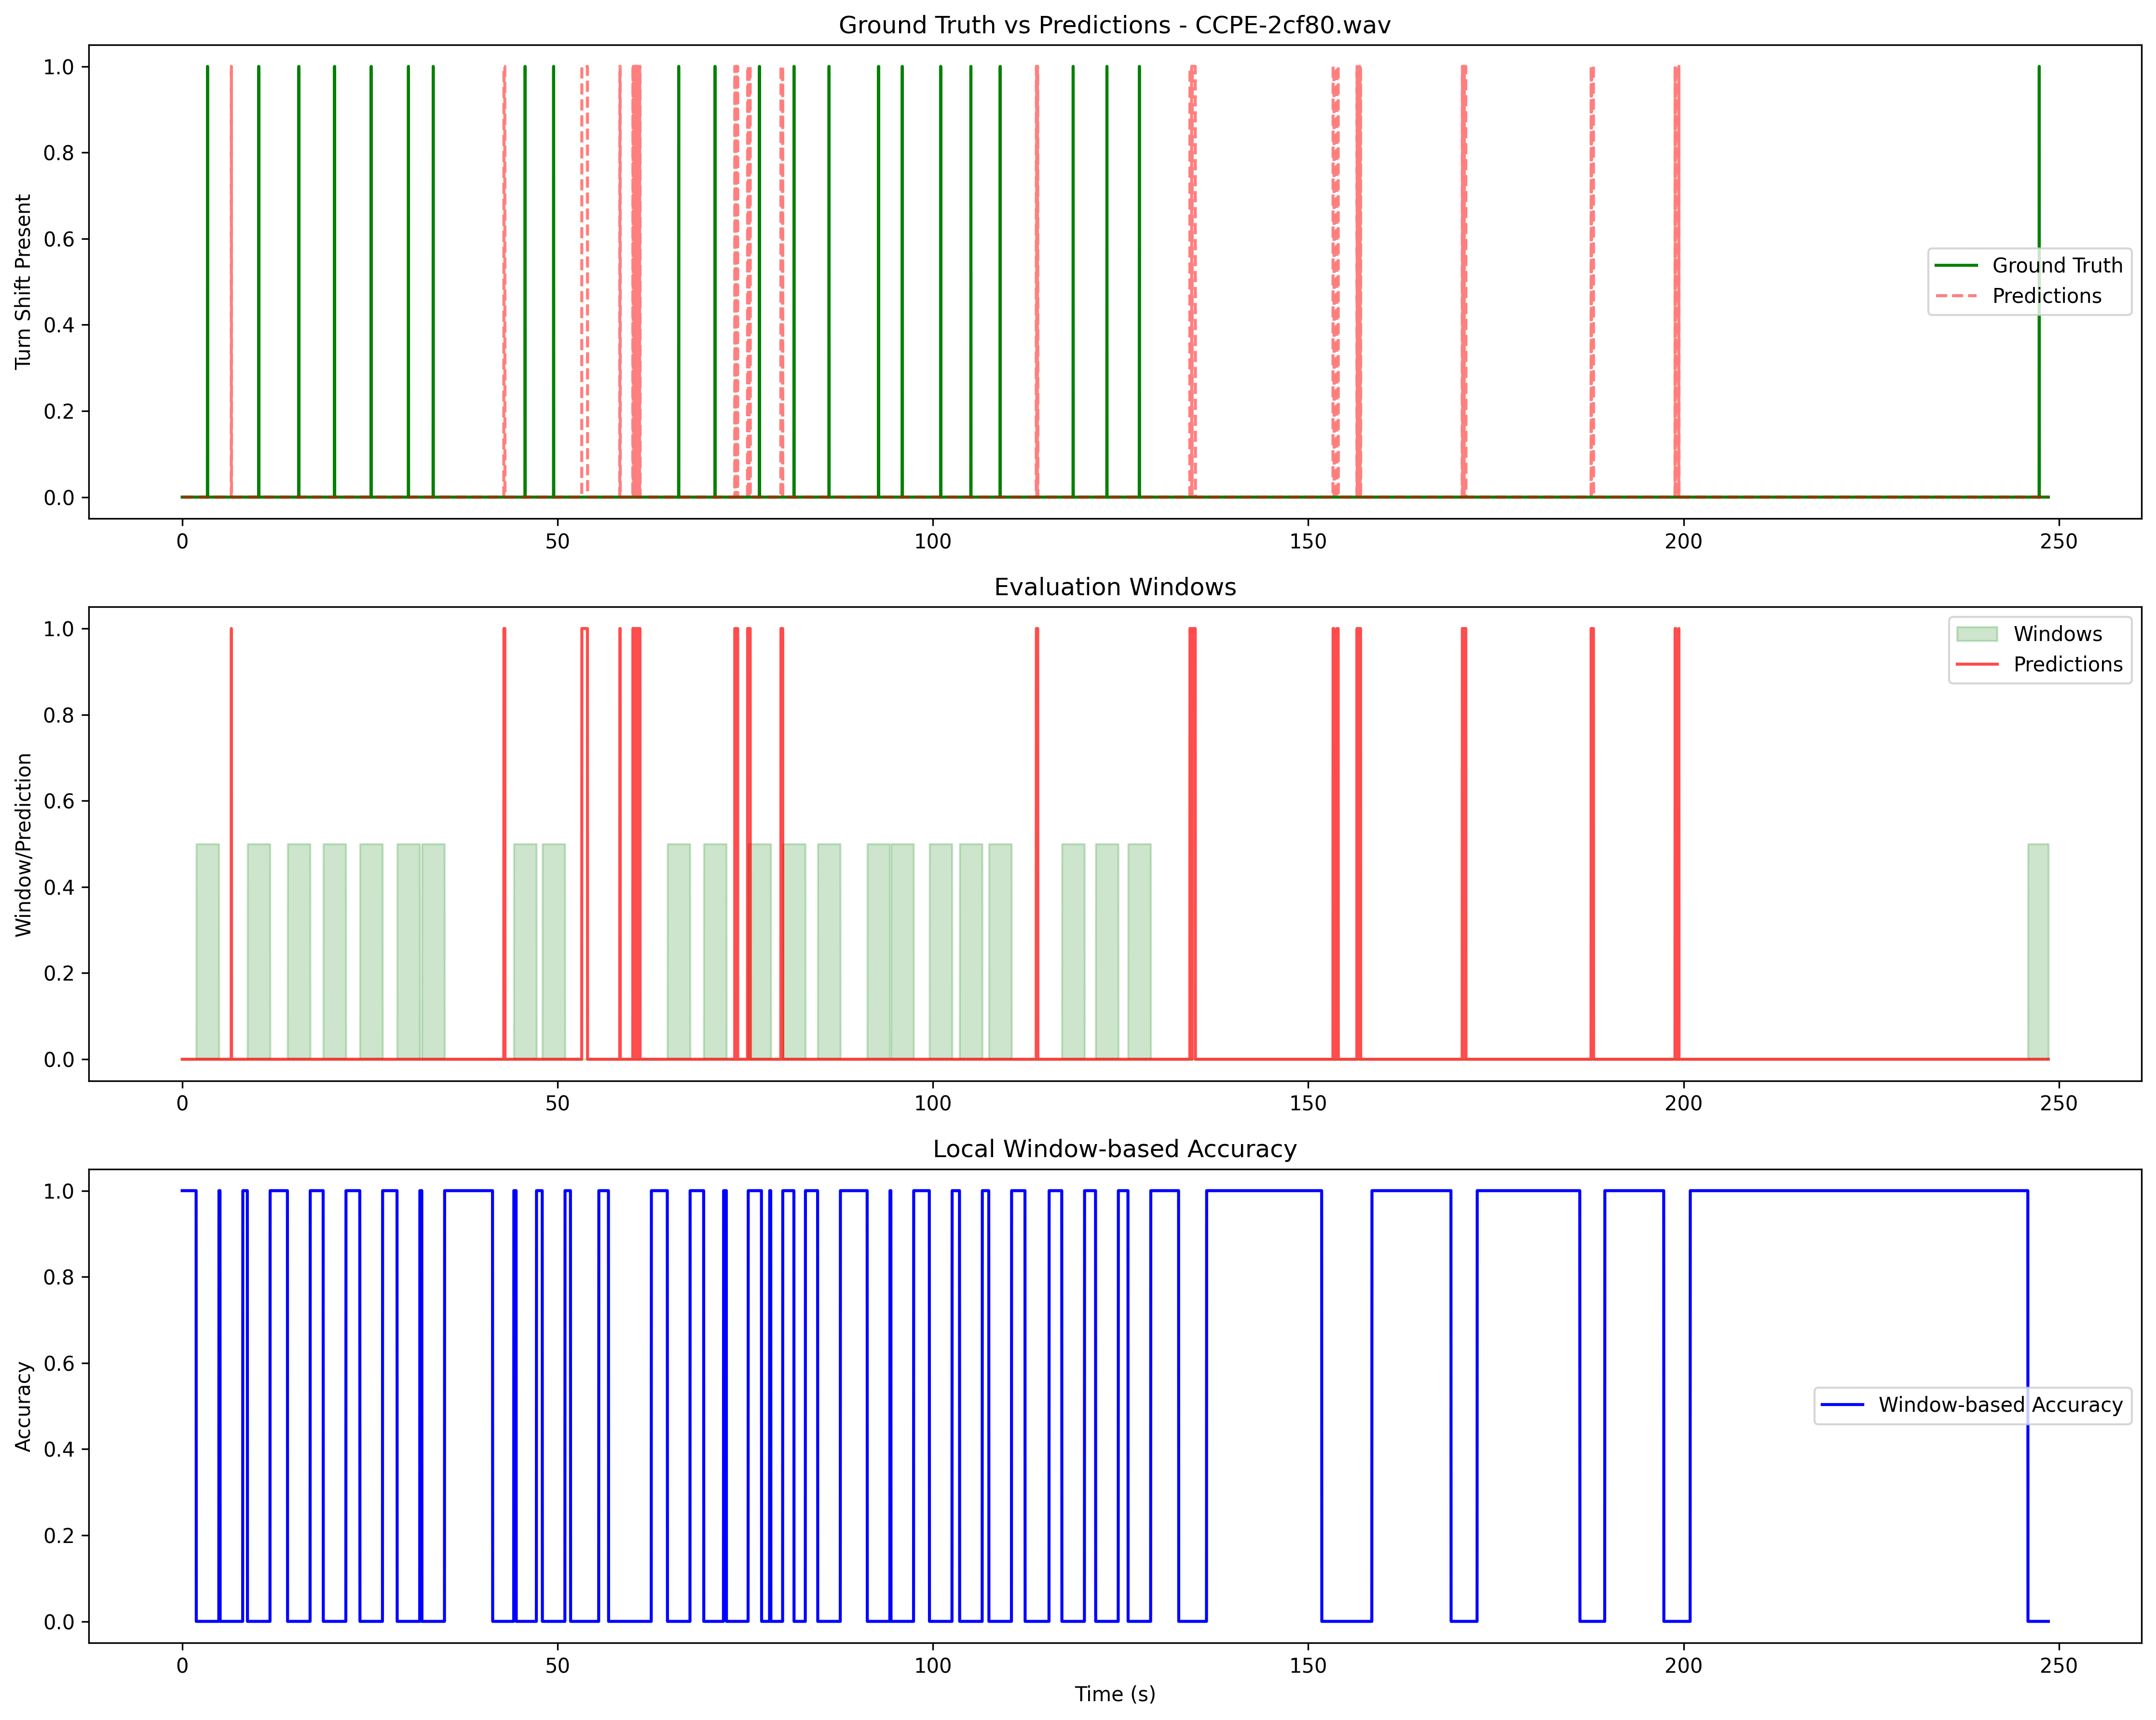 Ground Truth vs Predictions - CCPE-2cf80.wav
1.0
0.8
0.6
0.4
0.2
0.0
Turn Shift Present
Ground Truth
Predictions
0 50 100 150 200 250
Evaluation Windows
1.0
0.8
0.6
0.4
0.2
0.0
Window/Prediction
Windows
Predictions
0 50 100 150 200 250
Local Window-based Accuracy
1.0
0.8
0.6
0.4
0.2
0.0
Accuracy
Window-based Accuracy
0 50 100 150 200 250
Time (s)